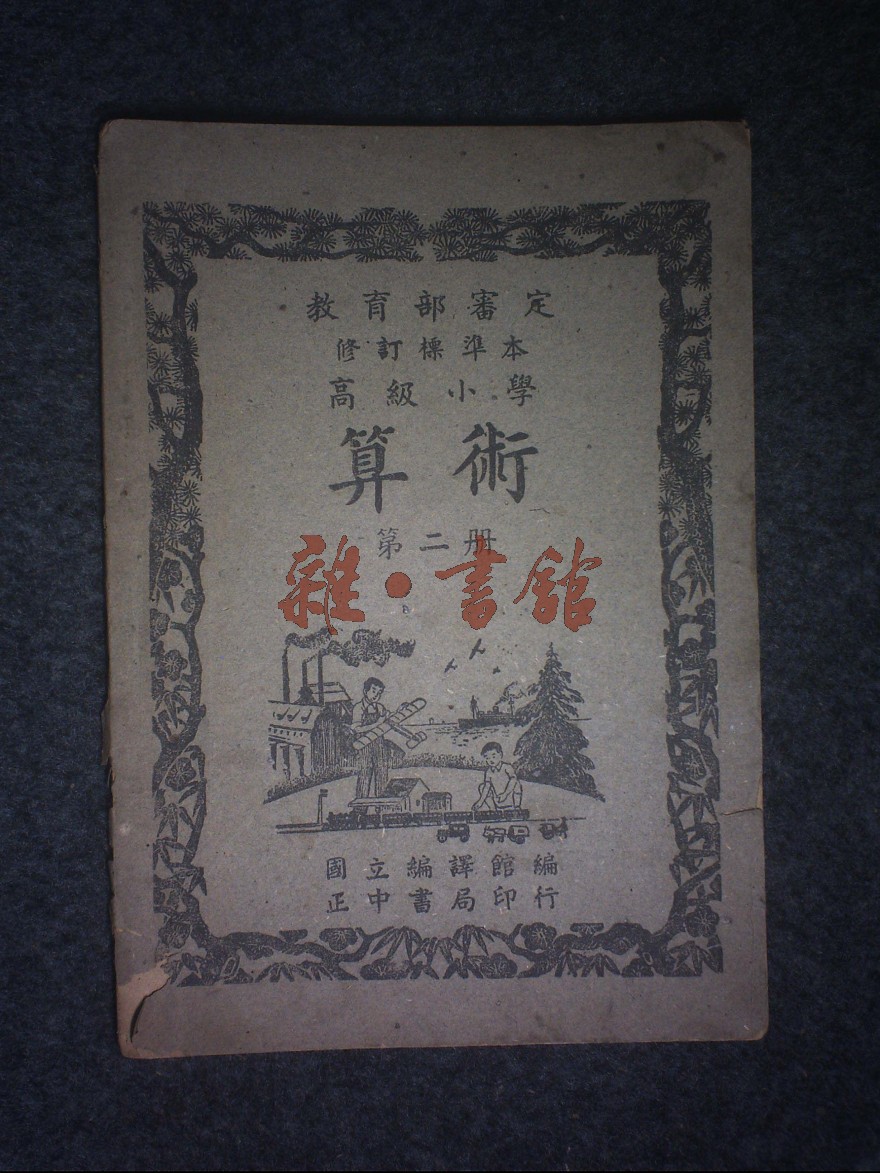 教育部審定
修訂標準本
高級小學
算術
第二册
雜·書館
國立編譯館編
正中書局印行